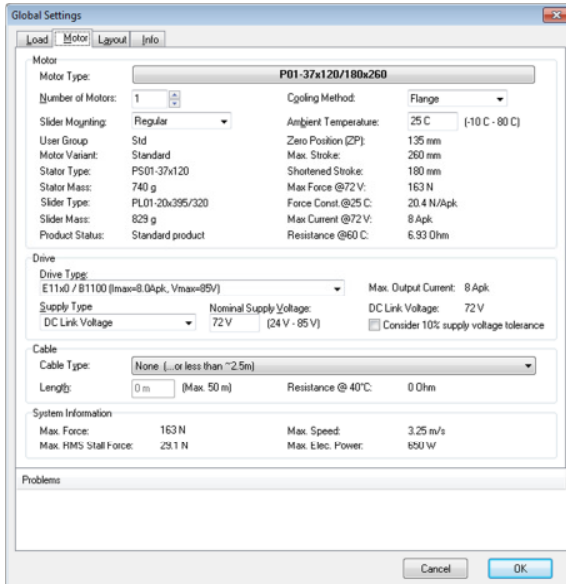 Global Settings
Load Motor Layout Info
Motor
Motor Type: P01-37x120/180x260
Number of Motors: 1 Cooling Method: Flange
Slider Mounting: Regular Ambient Temperature: 25 C (-10 C - 80 C)
User Group Std Zero Position (ZP): 135 mm
Motor Variant: Standard Max. Stroke: 260 mm
Stator Type: PS01-37x120 Shortened Stroke: 180 mm
Stator Mass: 740 g Max Force @72 V: 163 N
Slider Type: PL01-20x395/320 Force Const.@25 C: 20.4 N/Apk
Slider Mass: 829 g Max Current @72 V: 8 Apk
Product Status: Standard product Resistance @60 C: 6.93 Ohm
Drive
Drive Type:
E11x0 / B1100 (Imax=8.0Apk, Vmax=85V) Max. Output Current: 8 Apk
Supply Type Nominal Supply Voltage: DC Link Voltage: 72 V
DC Link Voltage 72 V (24 V - 85 V) Consider 10% supply voltage tolerance
Cable
Cable Type: None (...or less than ~2.5m)
Length: 0 m (Max. 50 m) Resistance @ 40°C: 0 Ohm
System Information
Max. Force: 163 N Max. Speed: 3.25 m/s
Max. RMS Stall Force: 29.1 N Max. Elec. Power: 650 W
Problems
Cancel OK